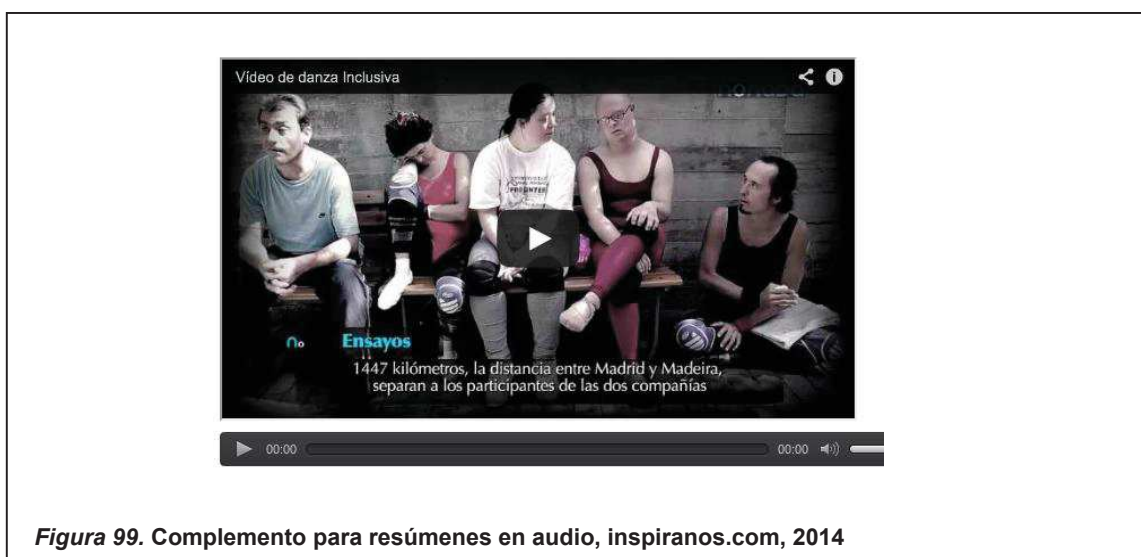 Vídeo de danza Inclusiva
Ensayos
1447 kilómetros, la distancia entre Madrid y Madeira,
separan a los participantes de las dos compañías
00:00 00:00
Figura 99. Complemento para resúmenes en audio, inspiranos.com, 2014